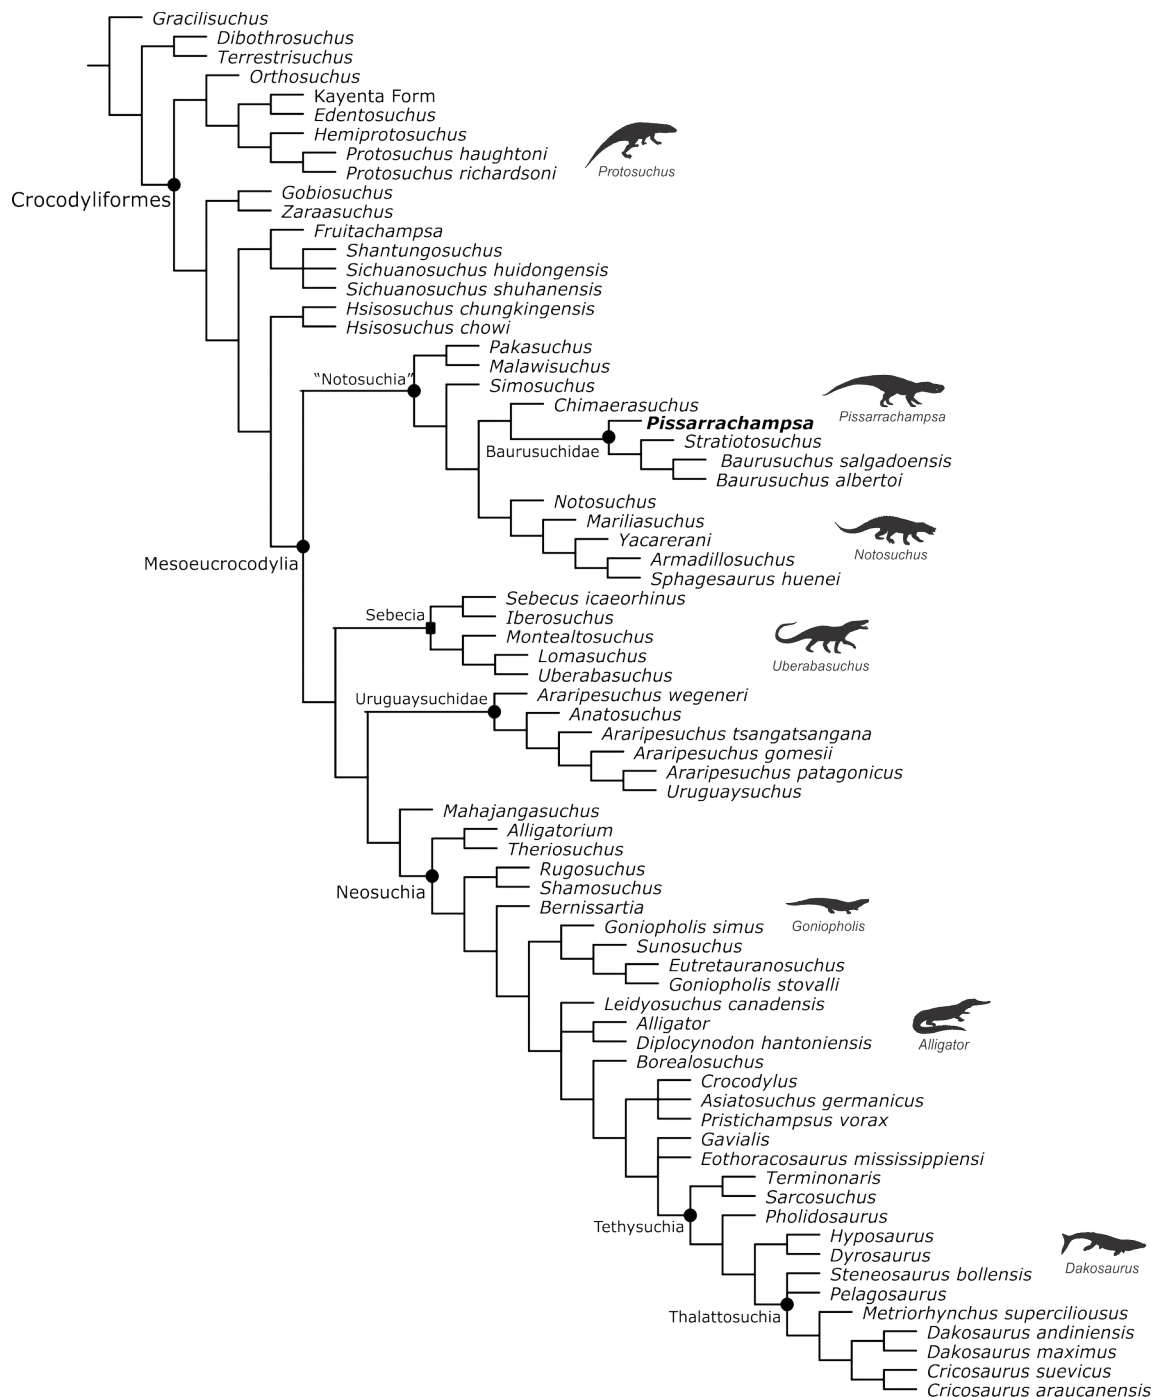 Gracilisuchus
Dibothrosuchus
Terrestrisuchus
Orthosuchus
Kayenta Form
Edentosuchus
Hemiprotosuchus
Protosuchus haughtoni
Protosuchus richardsoni
Protosuchus
Crocodyliformes
Gobiosuchus
Zaraasuchus
Fruitachampsa
Shantungosuchus
Sichuanosuchus huidongensis
Sichuanosuchus shuhanensis
Hsisosuchus chungkingensis
Hsisosuchus chowi
Pakasuchus
Malawisuchus
"Notosuchia"
Simosuchus
Chimaerasuchus
Pissarrachampsa
Pissarrachampsa
Stratiotosuchus
Baurusuchidae
Baurusuchus salgadoensis
Baurusuchus albertoi
Notosuchus
Mariliasuchus
Yacarerani
Notosuchus
Armadillosuchus
Mesoeucrocodylia
Sphagesaurus huenei
Sebecus icaeorhinus
Sebecia
Iberosuchus
Montealtosuchus
Lomasuchus
Uberabasuchus
Uberabasuchus
Araripesuchus wegeneri
Uruguaysuchidae
Anatosuchus
Araripesuchus tsangatsangana
Araripesuchus gomesii
Araripesuchus patagonicus
Uruguaysuchus
Mahajangasuchus
Alligatorium
Theriosuchus
Rugosuchus
Shamosuchus
Neosuchia
Bernissartia
Goniopholis simus
Goniopholis
Sunosuchus
Eutretauranosuchus
Goniopholis stovalli
Leidyosuchus canadensis
Alligator
Diplocynodon hantoniensis
Alligator
Borealosuchus
Crocodylus
Asiatosuchus germanicus
Pristichampsus vorax
Gavialis
Eothoracosaurus mississippiensi
Terminonaris
Sarcosuchus
Pholidosaurus
Tethysuchia
Hyposaurus
Dyrosaurus
Dakosaurus
Steneosaurus bollensis
Pelagosaurus
Thalattosuchia
Metriorhynchus superciliousus
Dakosaurus andiniensis
Dakosaurus maximus
Cricosaurus suevicus
Cricosaurus araucanensis